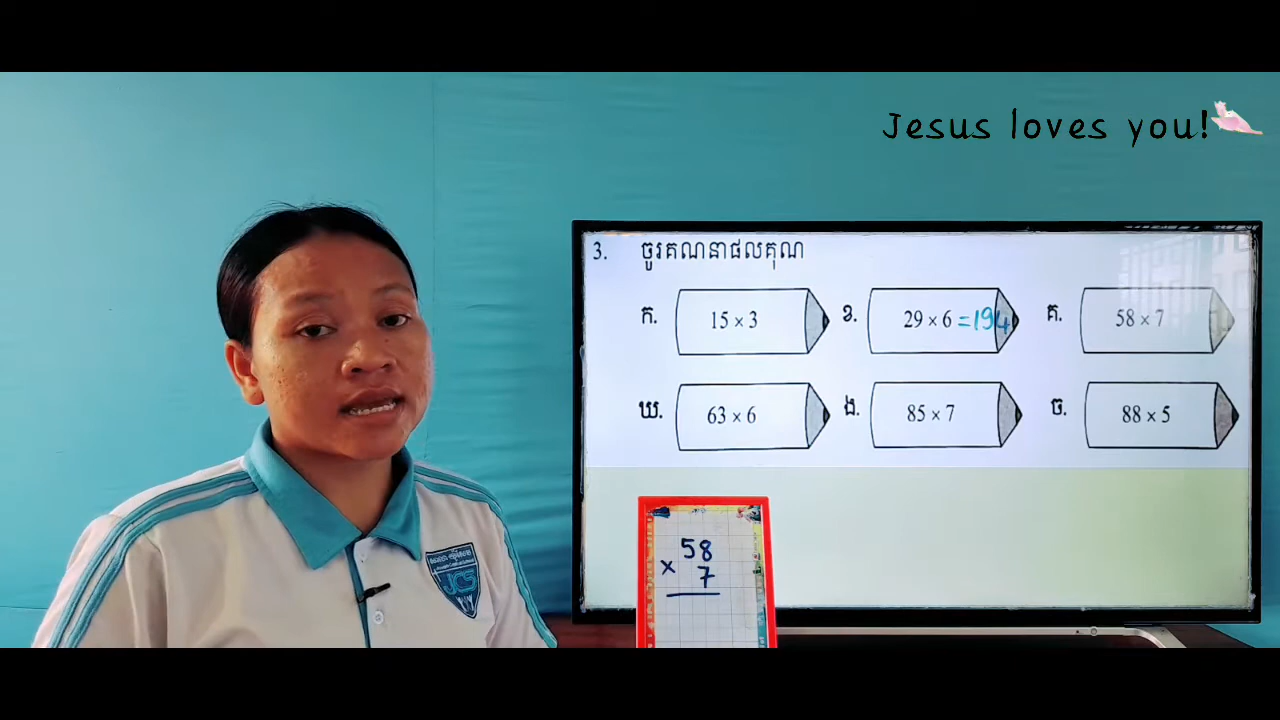 Jesus loves you!
3. ចូរគណនាផលគុណ
ក. 15 × 3 ខ. 29 × 6 =194 គ. 58 × 7
ឃ. 63 × 6 ង. 85 × 7 ច. 88 × 5
58
× 7
JCS